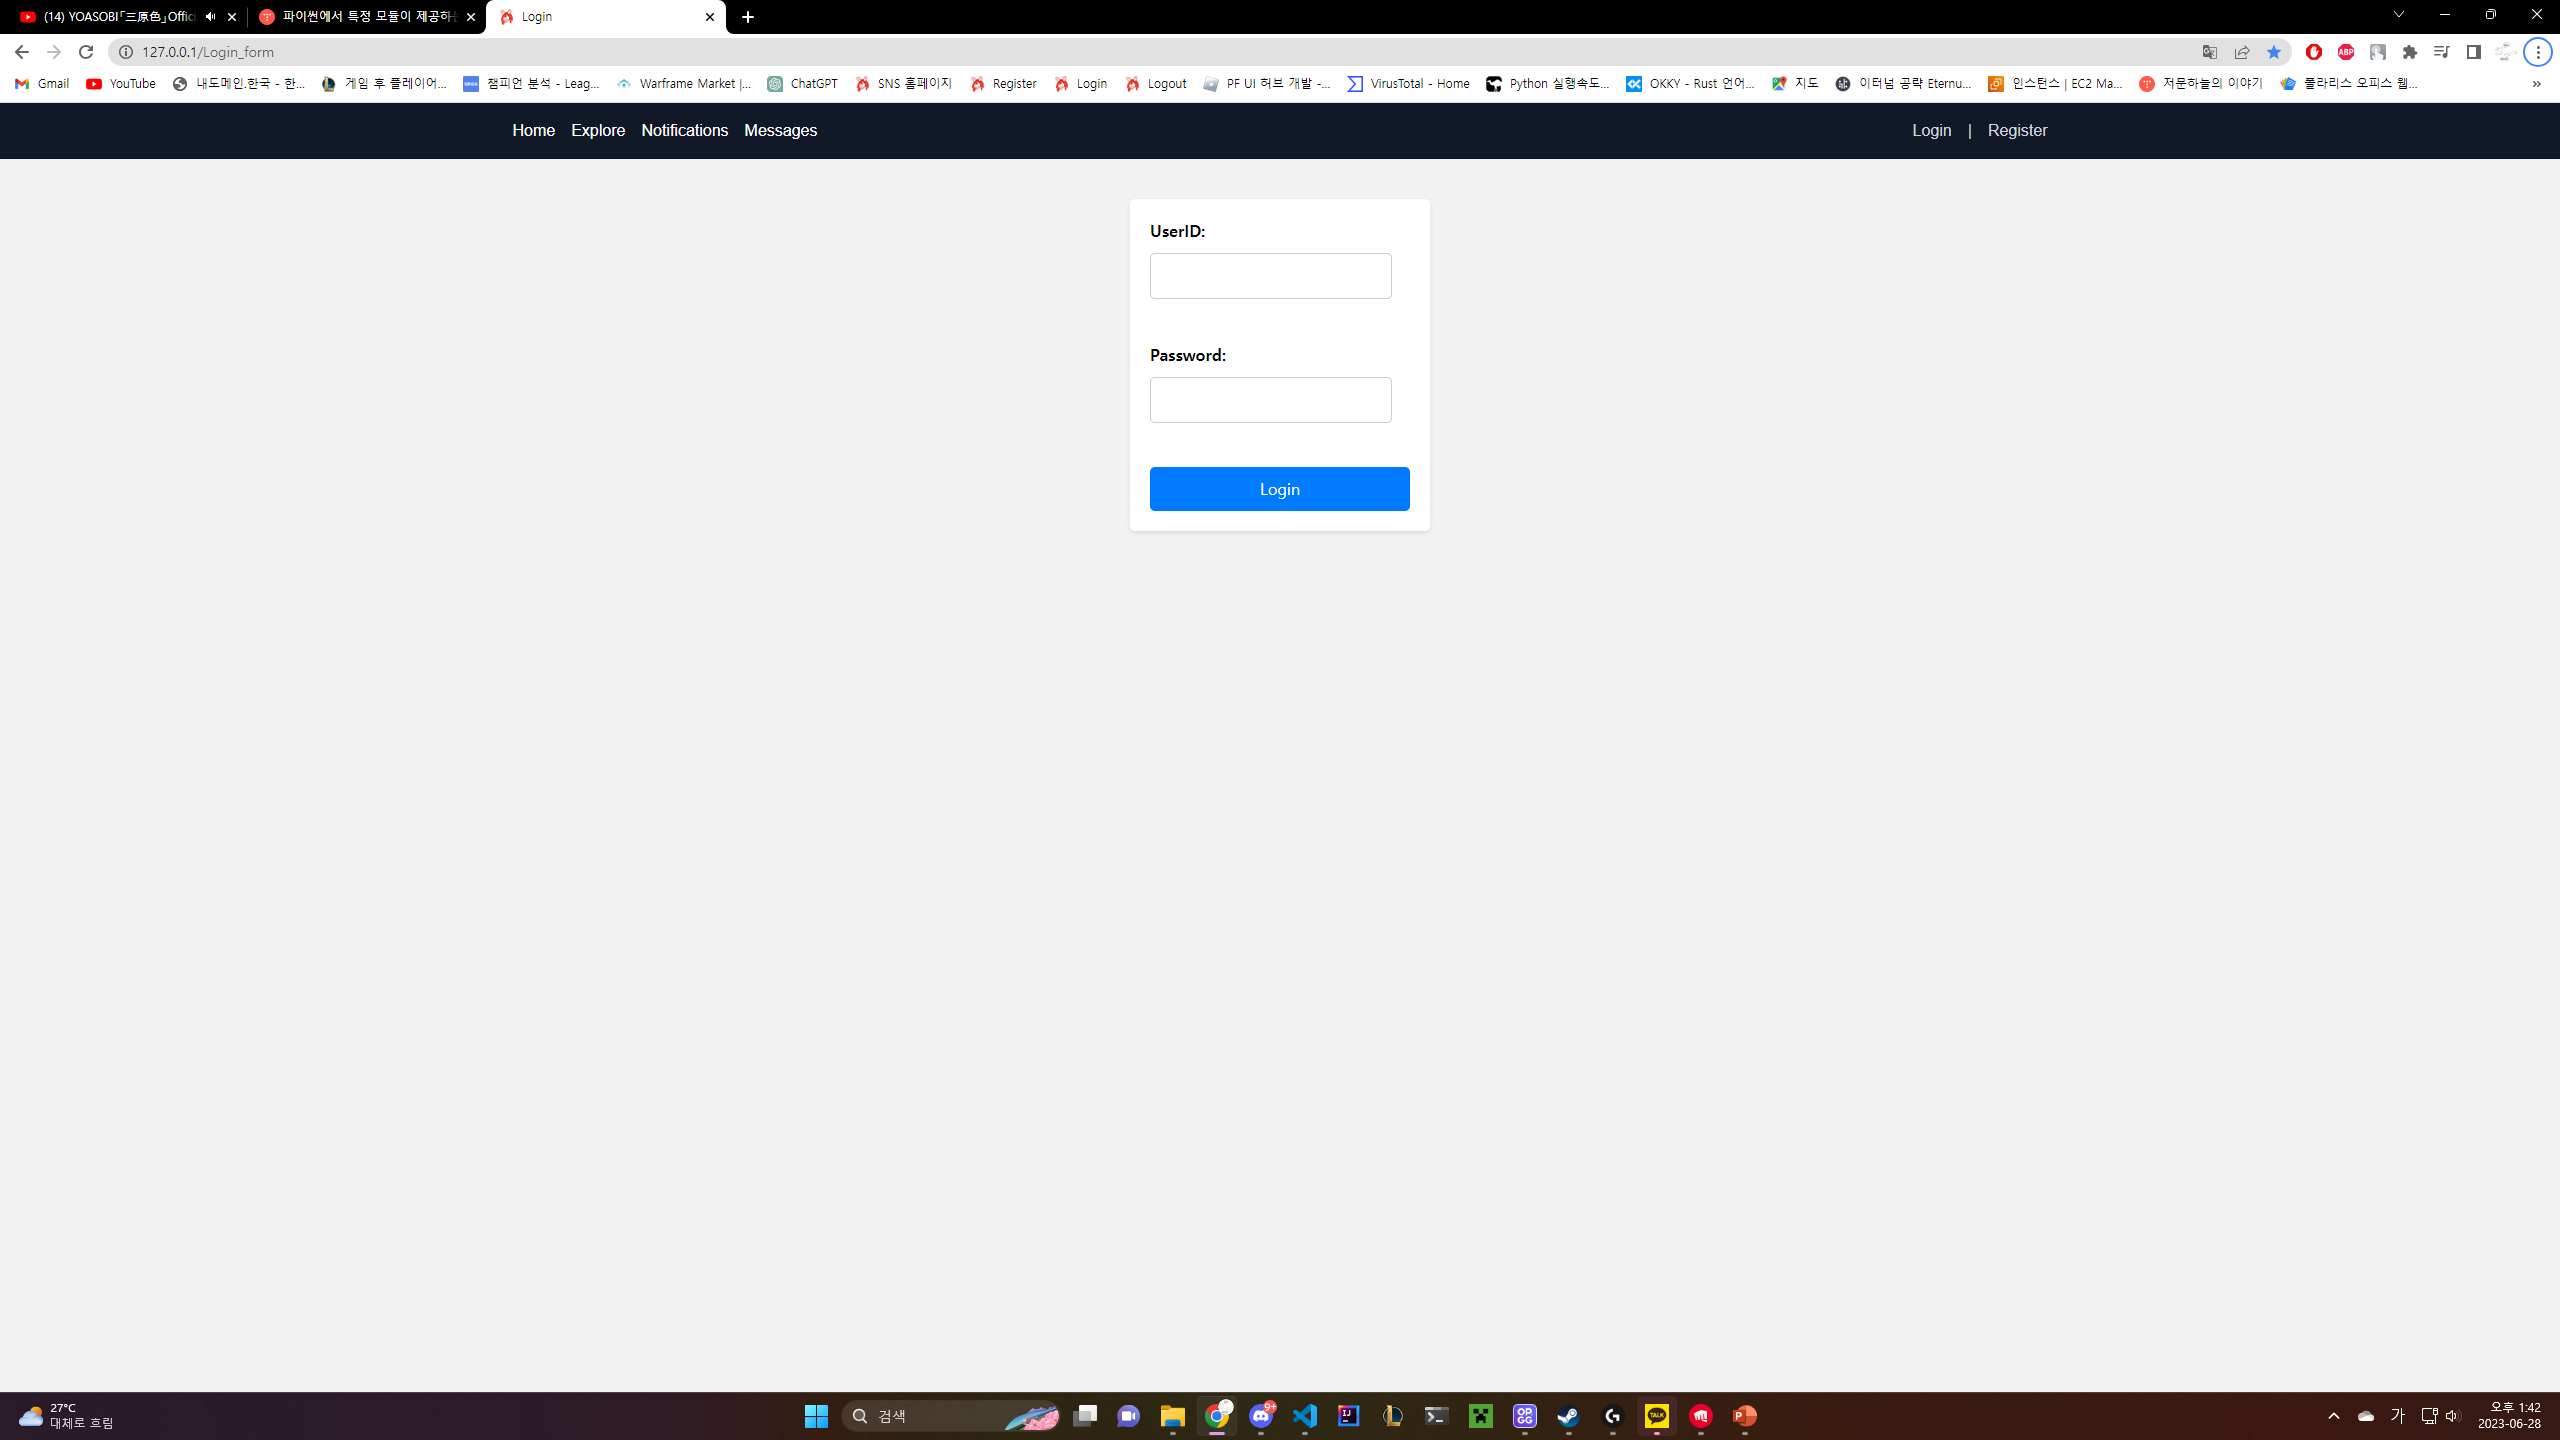 (14) YOASOBI「三原色」Offici
파이썬에서 특정 모듈이 제공하는
Login
127.0.0.1/Login_form
Gmail
YouTube
내도메인.한국 - 한...
게임 후 플레이어...
챔피언 분석 - Leag...
Warframe Market |...
ChatGPT
SNS 홈페이지
Register
Login
Logout
PF UI 허브 개발 -...
VirusTotal - Home
Python 실행속도...
OKKY - Rust 언어...
지도
이터넘 공략 Eternu...
인스턴스 | EC2 Ma...
저문하늘의 이야기
폴라리스 오피스 웹...
»
Home Explore Notifications Messages
Login | Register
UserID:
Password:
Login
27°C
대체로 흐림
검색
9+
가
오후 1:42
2023-06-28